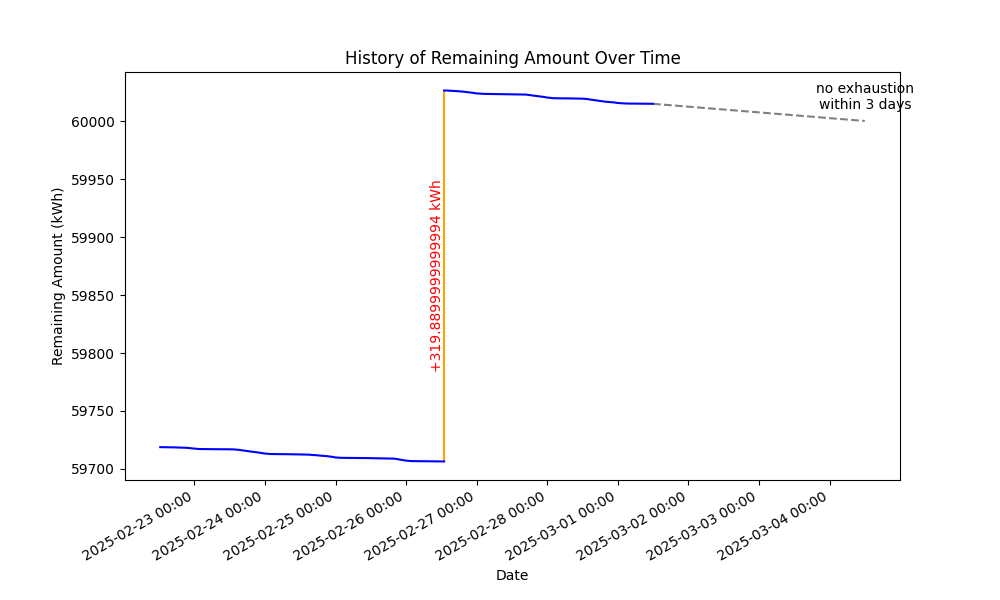 History of Remaining Amount Over Time
no exhaustion
within 3 days
60000
59950
59900
59850
59800
59750
59700
Remaining Amount (kWh)
+319.8899999999994 kWh
2025-02-23 00:00
2025-02-24 00:00
2025-02-25 00:00
2025-02-26 00:00
2025-02-27 00:00
2025-02-28 00:00
2025-03-01 00:00
2025-03-02 00:00
2025-03-03 00:00
2025-03-04 00:00
Date